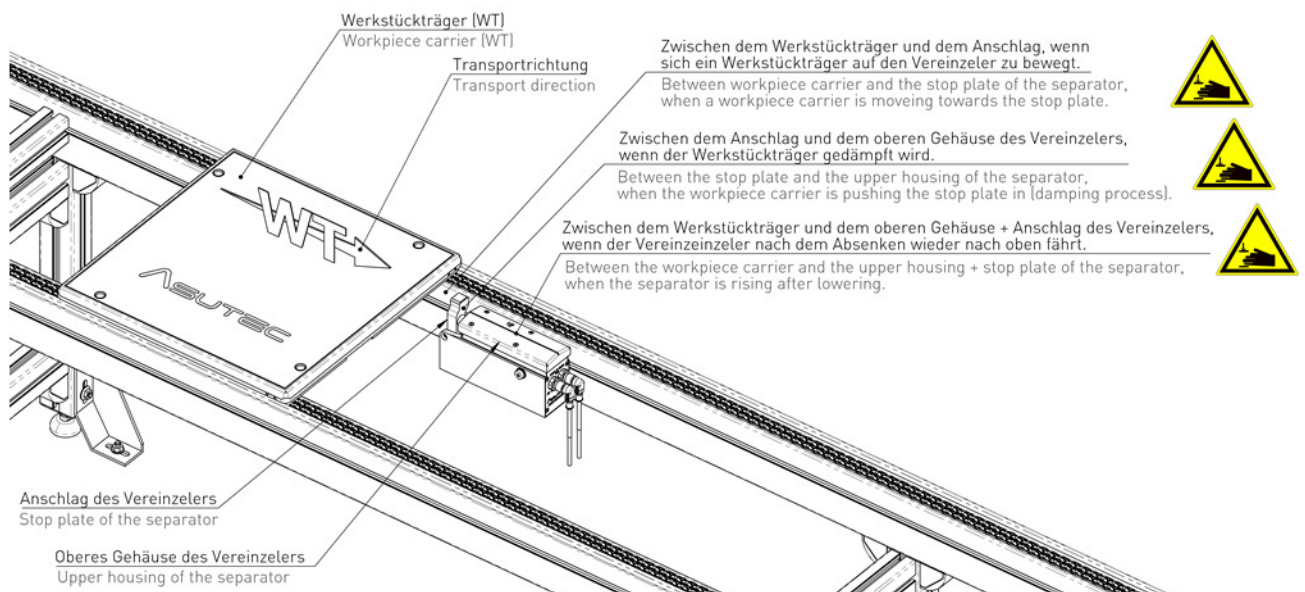 Werkstückträger (WT)
Workpiece carrier (WT)
Transportrichtung
Transport direction
Zwischen dem Werkstückträger und dem Anschlag, wenn
sich ein Werkstückträger auf den Vereinzeler zu bewegt.
Between workpiece carrier and the stop plate of the separator,
when a workpiece carrier is moveing towards the stop plate.
Zwischen dem Anschlag und dem oberen Gehäuse des Vereinzelers,
wenn der Werkstückträger gedämpft wird.
Between the stop plate and the upper housing of the separator,
when the workpiece carrier is pushing the stop plate in (damping process).
Zwischen dem Werkstückträger und dem oberen Gehäuse + Anschlag des Vereinzelers,
wenn der Vereinzeinzeler nach dem Absenken wieder nach oben fährt.
Between the workpiece carrier and the upper housing + stop plate of the separator,
when the separator is rising after lowering.
WT
ASUTEC
Anschlag des Vereinzelers
Stop plate of the separator
Oberes Gehäuse des Vereinzelers
Upper housing of the separator